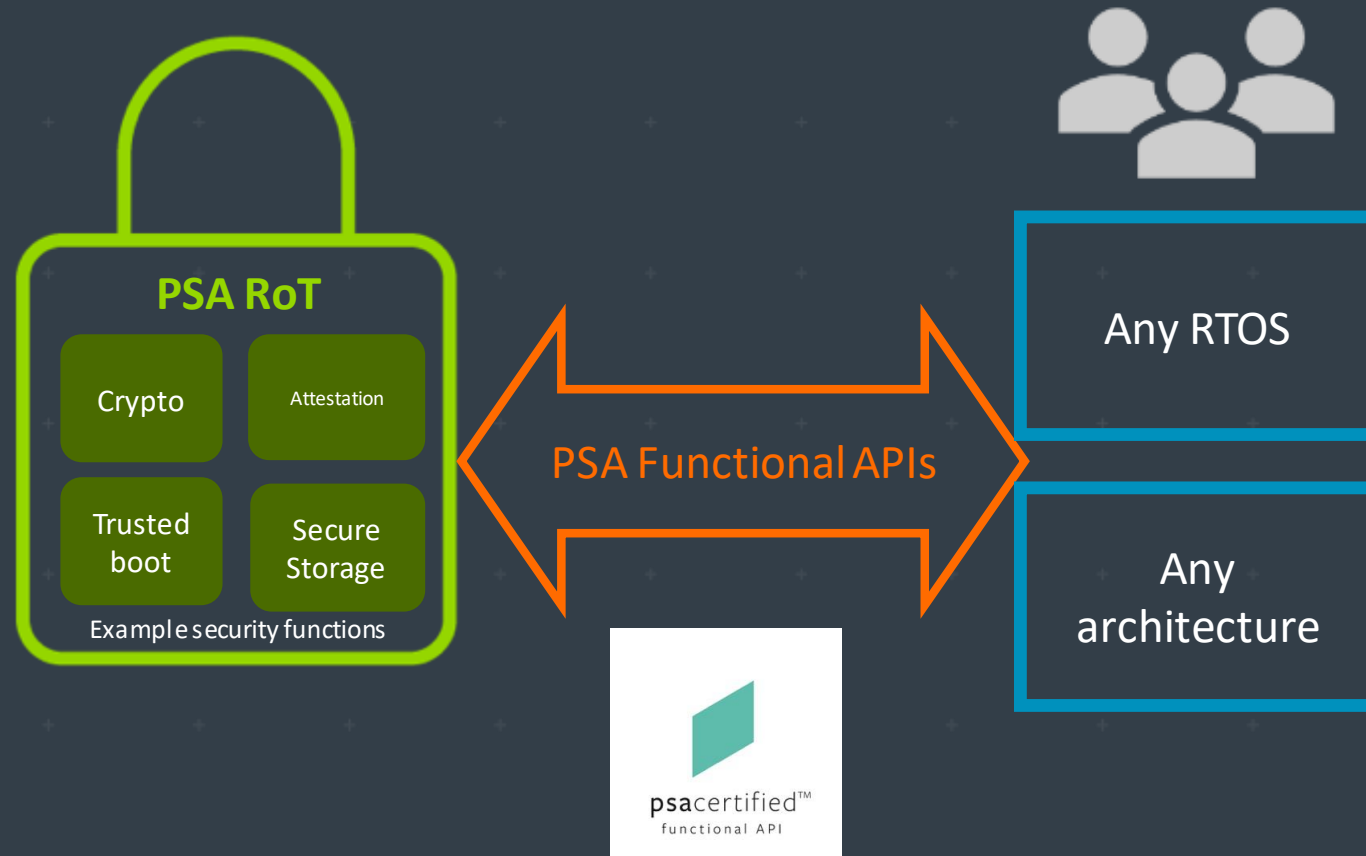 PSA RoT
Crypto
Attestation
Trusted
boot
Secure
Storage
Example security functions
PSA Functional APIs
Any RTOS
Any
architecture
psacertified™
functional API